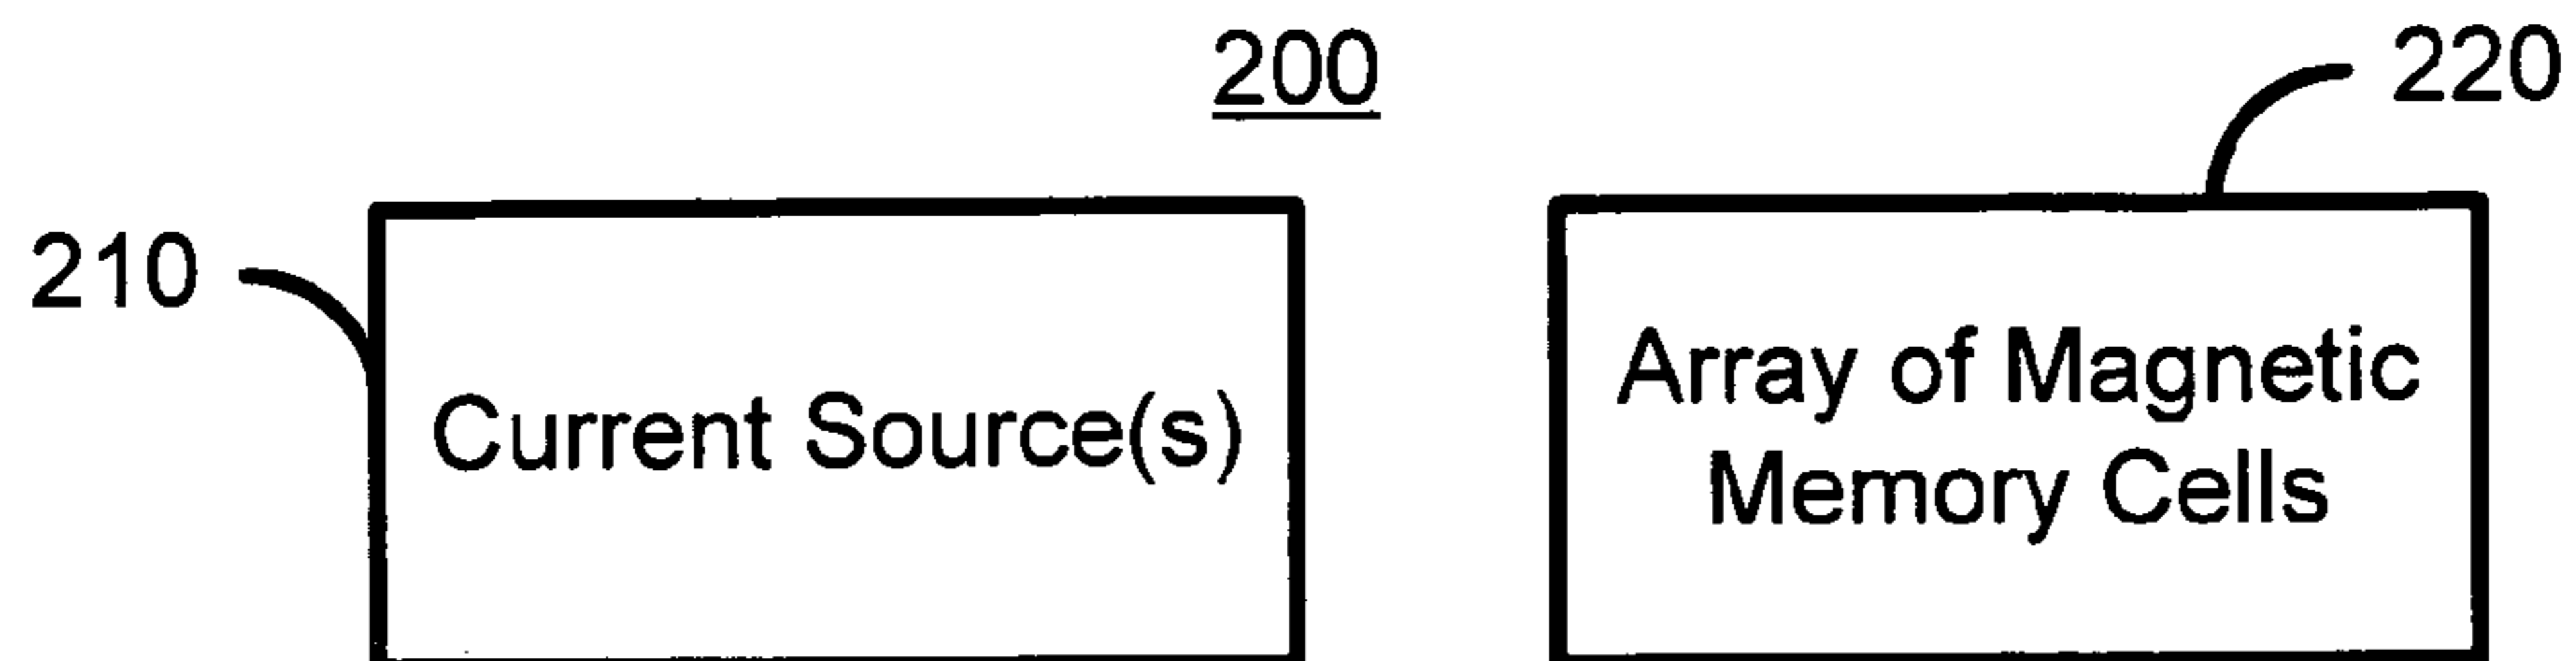 200
220
210
Current Source(s)
Array of Magnetic
Memory Cells